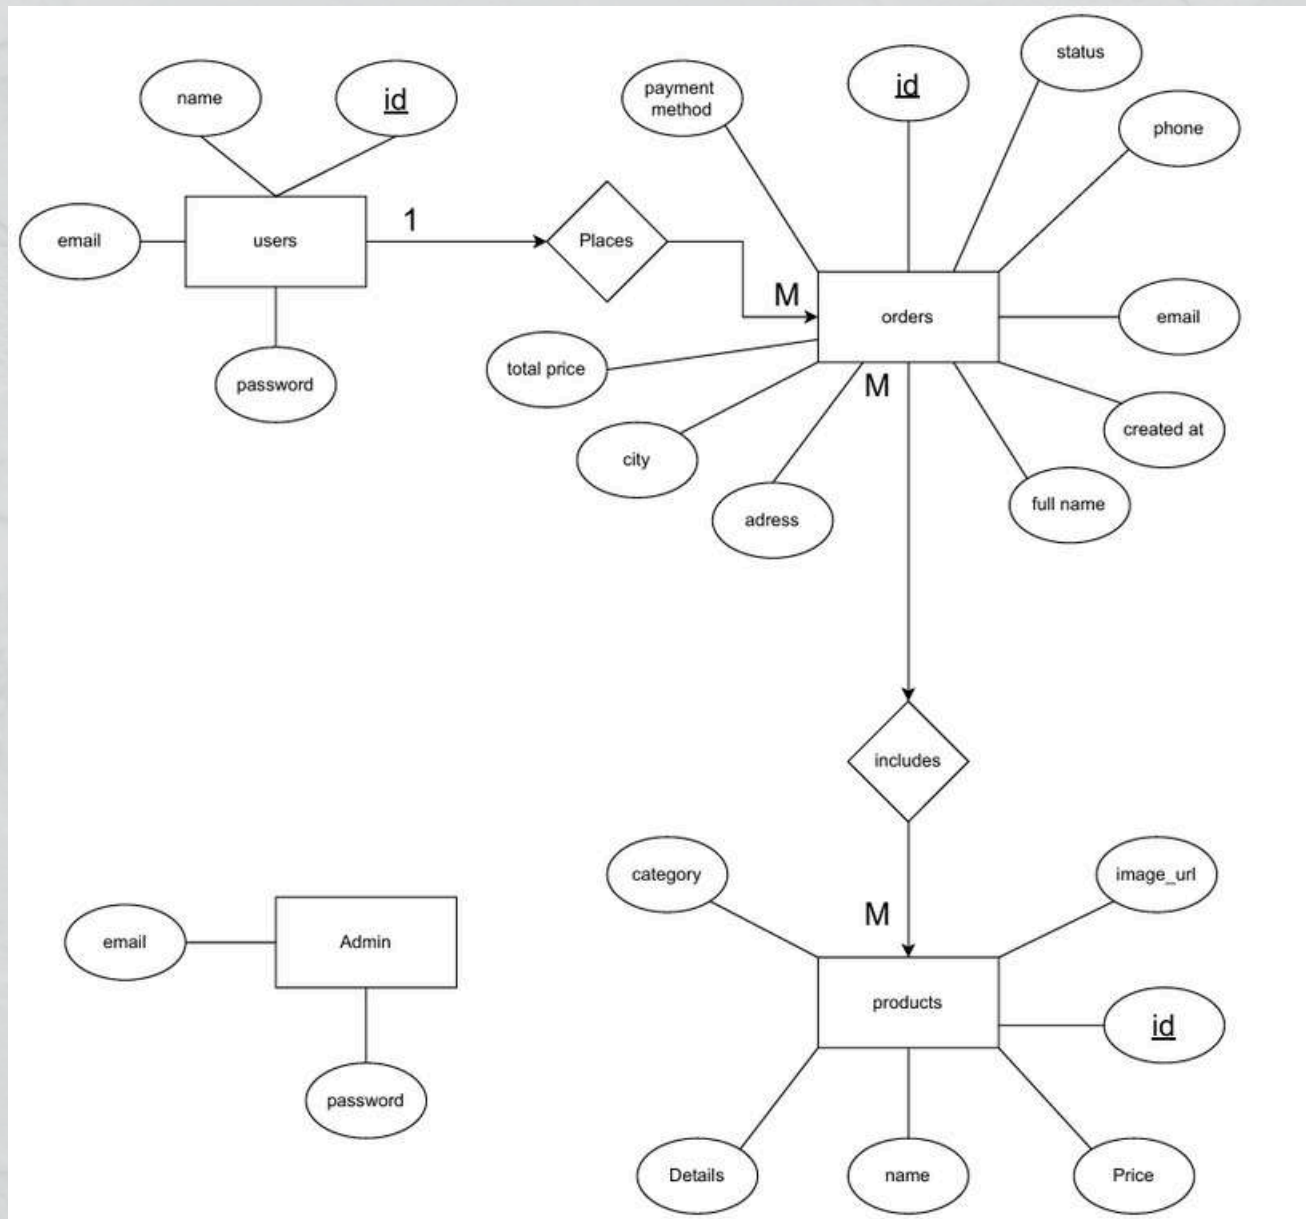 status
id
payment
method
name
id
phone
1
email
users
Places
M
orders
email
total price
M
password
created at
city
full name
adress
includes
category
image_url
M
email
Admin
products
id
password
Details
name
Price